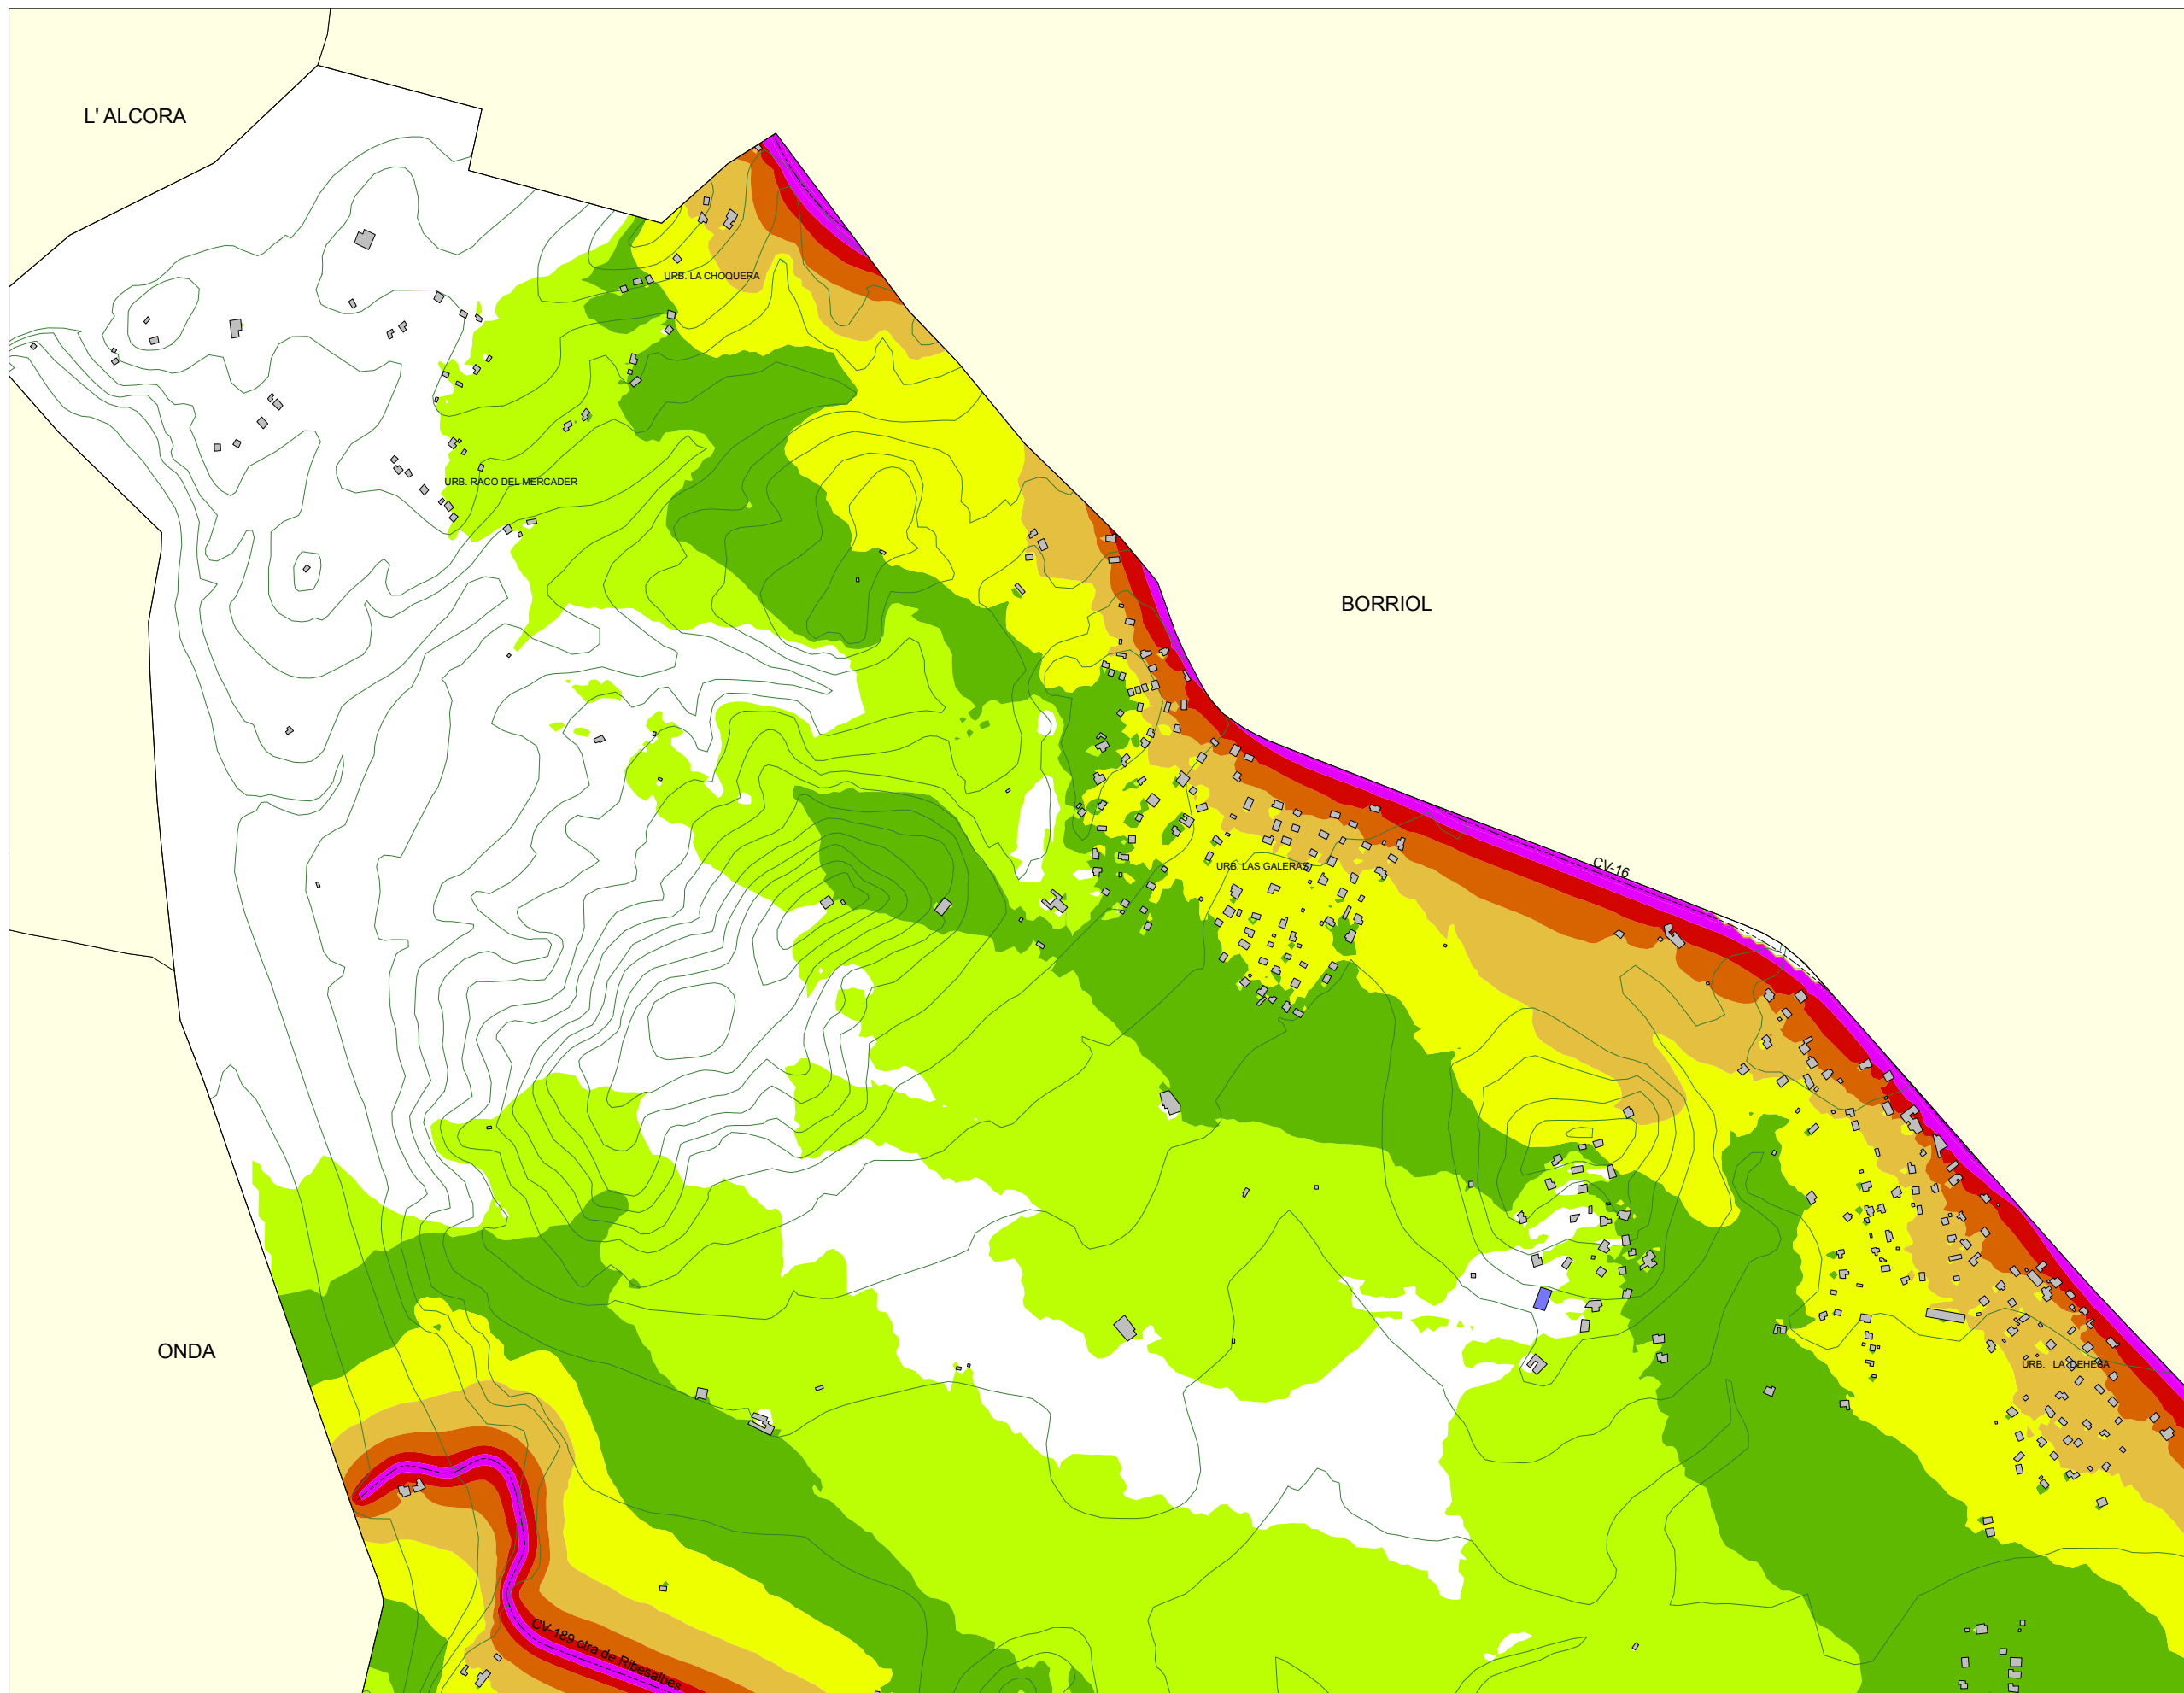 L' ALCORA
URB. LA CHOQUERA
URB. RACO DEL MERCADER
BORRIOL
URB. LAS GALERAS
CV-16
ONDA
URB. LA DEHESA
CV-189 ctra de Ribesalbes